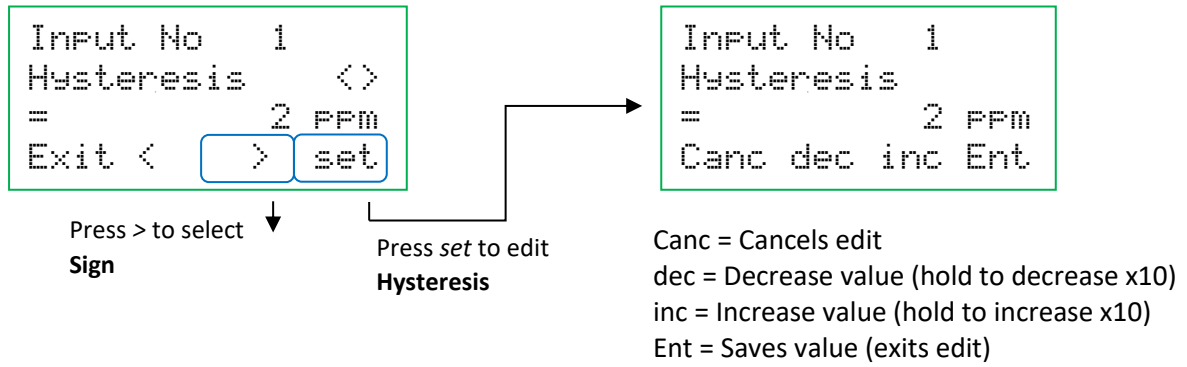 Input No 1
Hysteresis <>
= 2 ppm
Exit < > set
Press > to select
Sign
Press set to edit
Hysteresis
Input No 1
Hysteresis
= 2 ppm
Canc dec inc Ent
Canc = Cancels edit
dec = Decrease value (hold to decrease x10)
inc = Increase value (hold to increase x10)
Ent = Saves value (exits edit)